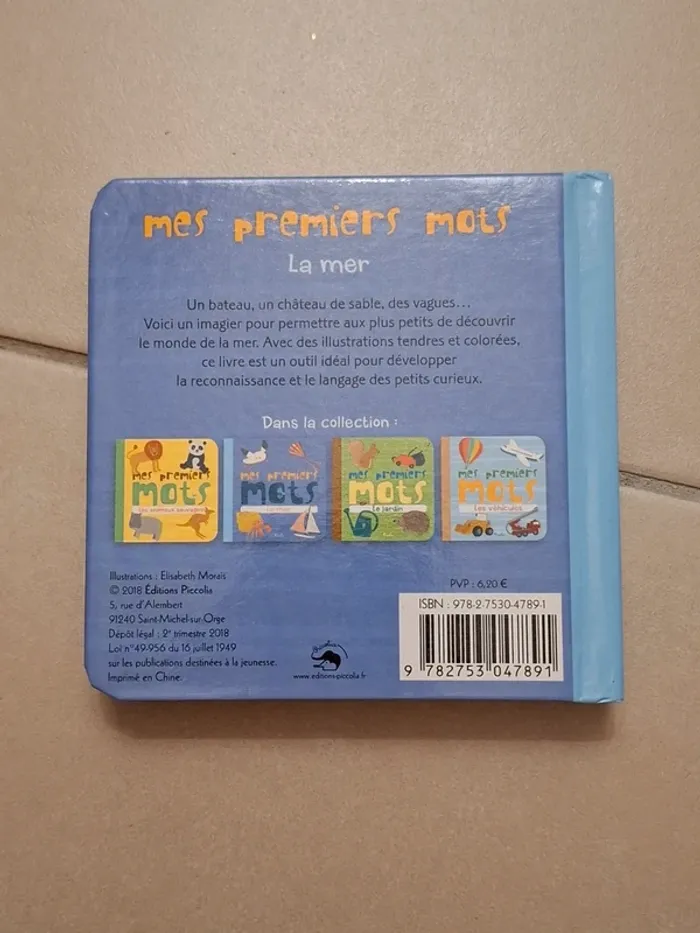 mes premiers mots
La mer
Un bateau, un château de sable, des vagues...
Voici un imagier pour permettre aux plus petits de découvrir
le monde de la mer. Avec des illustrations tendres et colorées,
ce livre est un outil idéal pour développer
la reconnaissance et le langage des petits curieux.
Dans la collection :
mes premiers
mots
Les animaux sauvages
mes premiers
mots
La mer
mes premiers
mots
Le jardin
mes premiers
mots
Les véhicules
Illustrations : Elisabeth Morais
© 2018 Éditions Piccolia
5, rue d'Alembert
91240 Saint-Michel-sur-Orge
Dépôt légal : 2e trimestre 2018
Loi n°49-956 du 16 juillet 1949
sur les publications destinées à la jeunesse.
Imprimé en Chine.
www.editions-piccolia.fr
PVP : 6,20 €
ISBN : 978-2-7530-4789-1
9 782753 047891